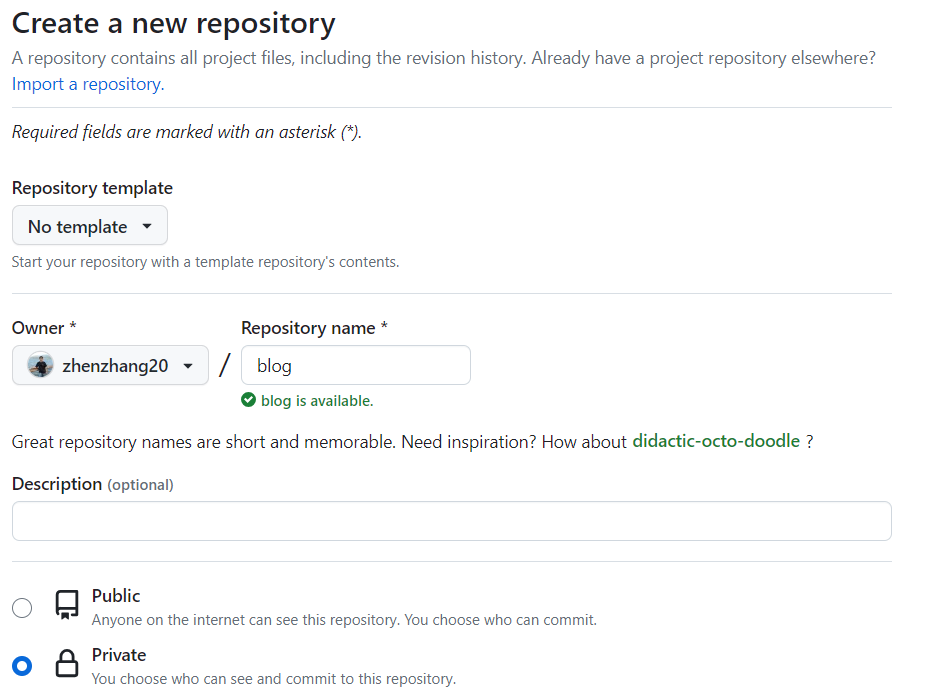 Create a new repository
A repository contains all project files, including the revision history. Already have a project repository elsewhere?
Import a repository.
Required fields are marked with an asterisk (*).
Repository template
No template
Start your repository with a template repository's contents.
Owner * Repository name *
zhenzhang20 / blog
blog is available.
Great repository names are short and memorable. Need inspiration? How about didactic-octo-doodle ?
Description (optional)
Public
Anyone on the internet can see this repository. You choose who can commit.
Private
You choose who can see and commit to this repository.